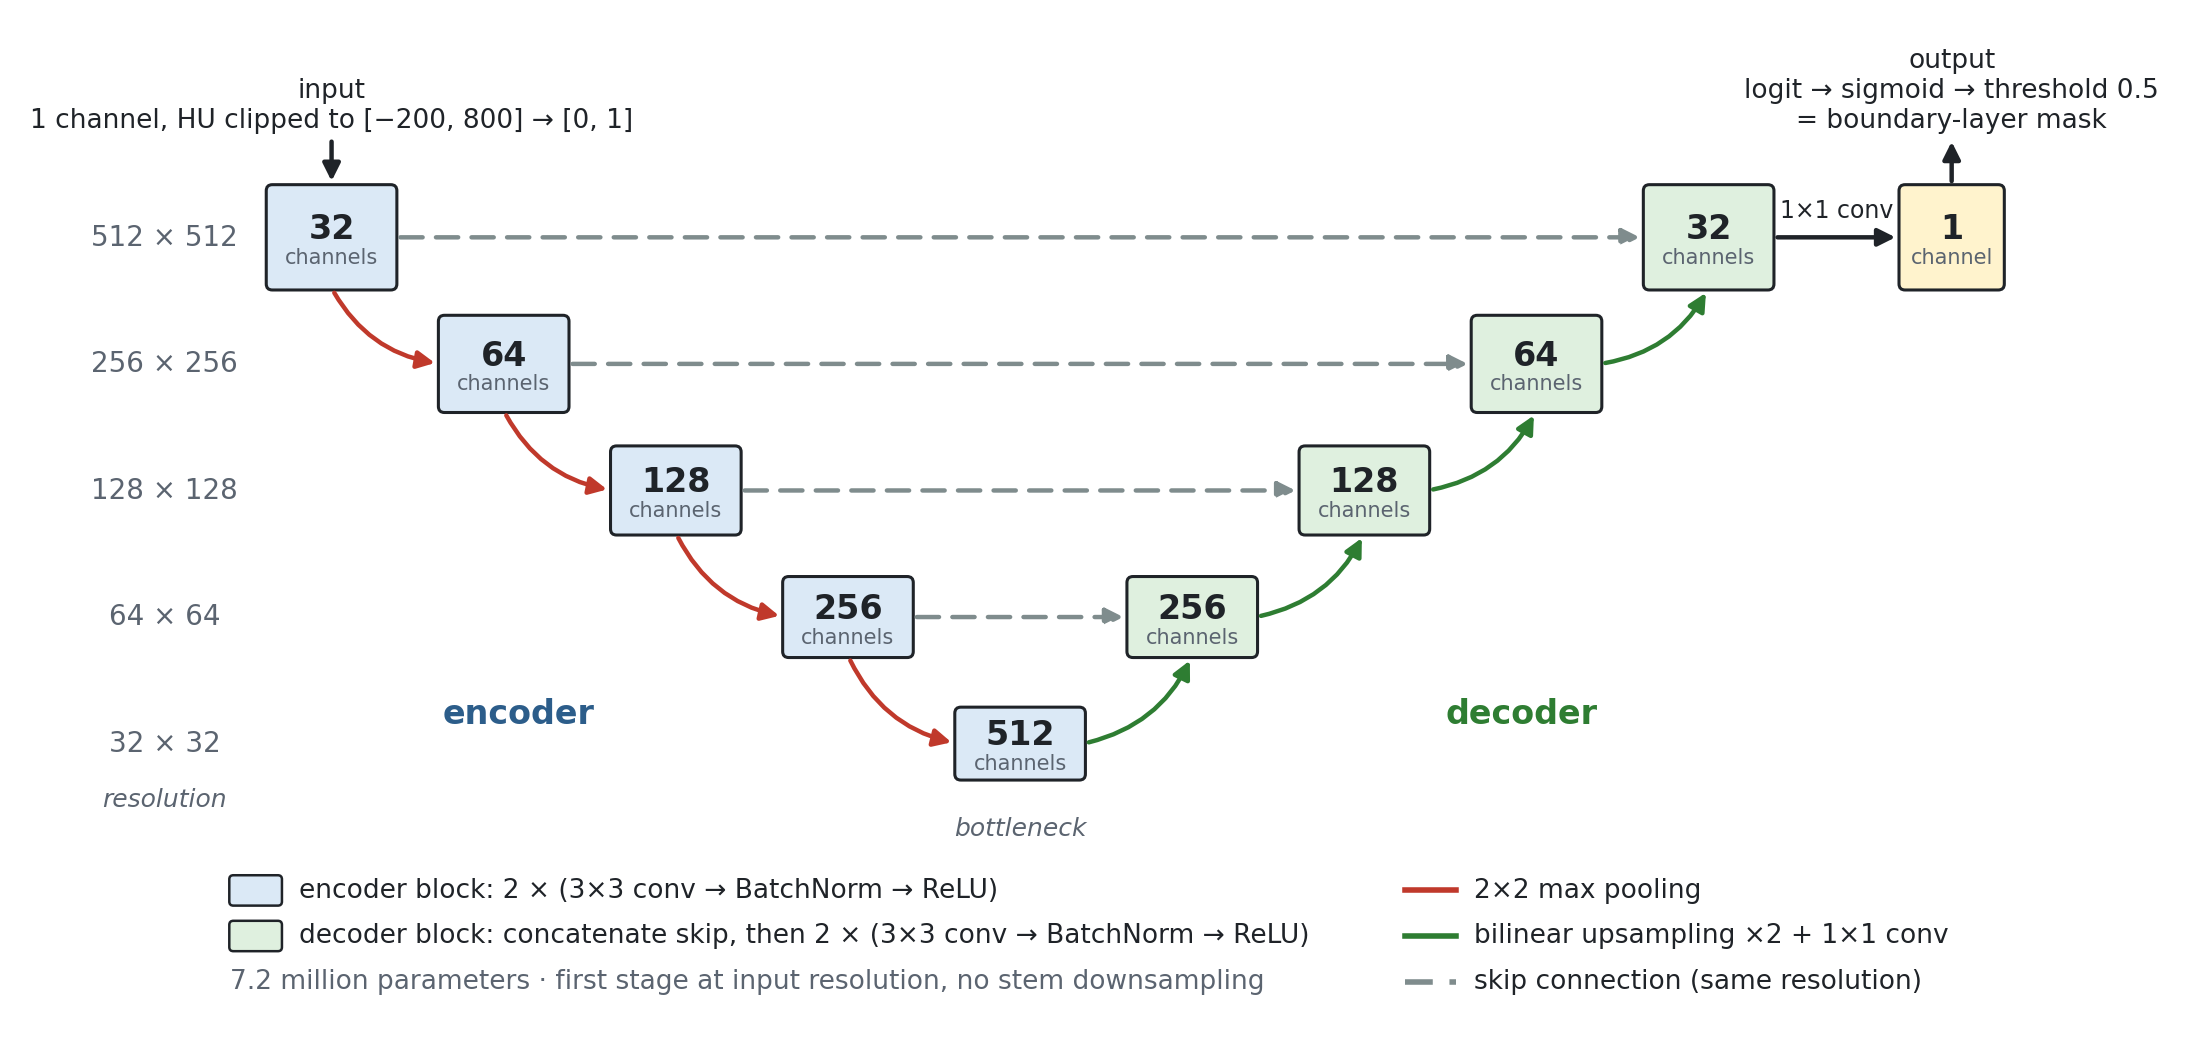 input
1 channel, HU clipped to [−200, 800] → [0, 1]
output
logit → sigmoid → threshold 0.5
= boundary-layer mask
512 × 512
32
channels
32
channels
1×1 conv
1
channel
256 × 256
64
channels
64
channels
128 × 128
128
channels
128
channels
64 × 64
256
channels
256
channels
encoder
decoder
32 × 32
512
channels
resolution
bottleneck
encoder block: 2 × (3×3 conv → BatchNorm → ReLU)
decoder block: concatenate skip, then 2 × (3×3 conv → BatchNorm → ReLU)
7.2 million parameters · first stage at input resolution, no stem downsampling
2×2 max pooling
bilinear upsampling ×2 + 1×1 conv
skip connection (same resolution)